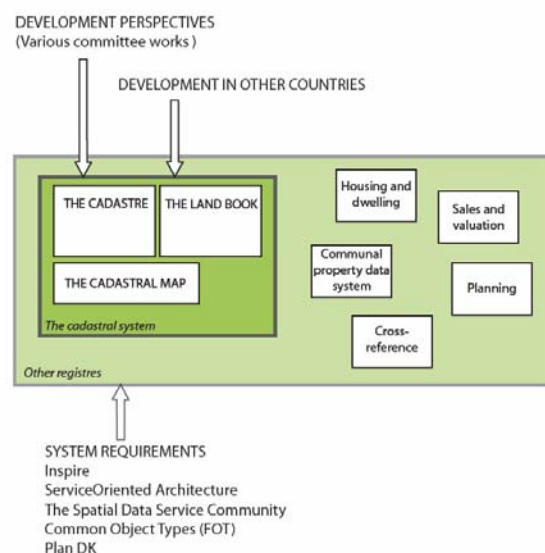 DEVELOPMENT PERSPECTIVES
(Various committee works )
DEVELOPMENT IN OTHER COUNTRIES
THE CADASTRE
THE LAND BOOK
THE CADASTRAL MAP
The cadastral system
Housing and
dwelling
Sales and
valuation
Communal
property data
system
Planning
Cross-
reference
Other registres
SYSTEM REQUIREMENTS
Inspire
ServiceOriented Architecture
The Spatial Data Service Community
Common Object Types (FOT)
Plan DK